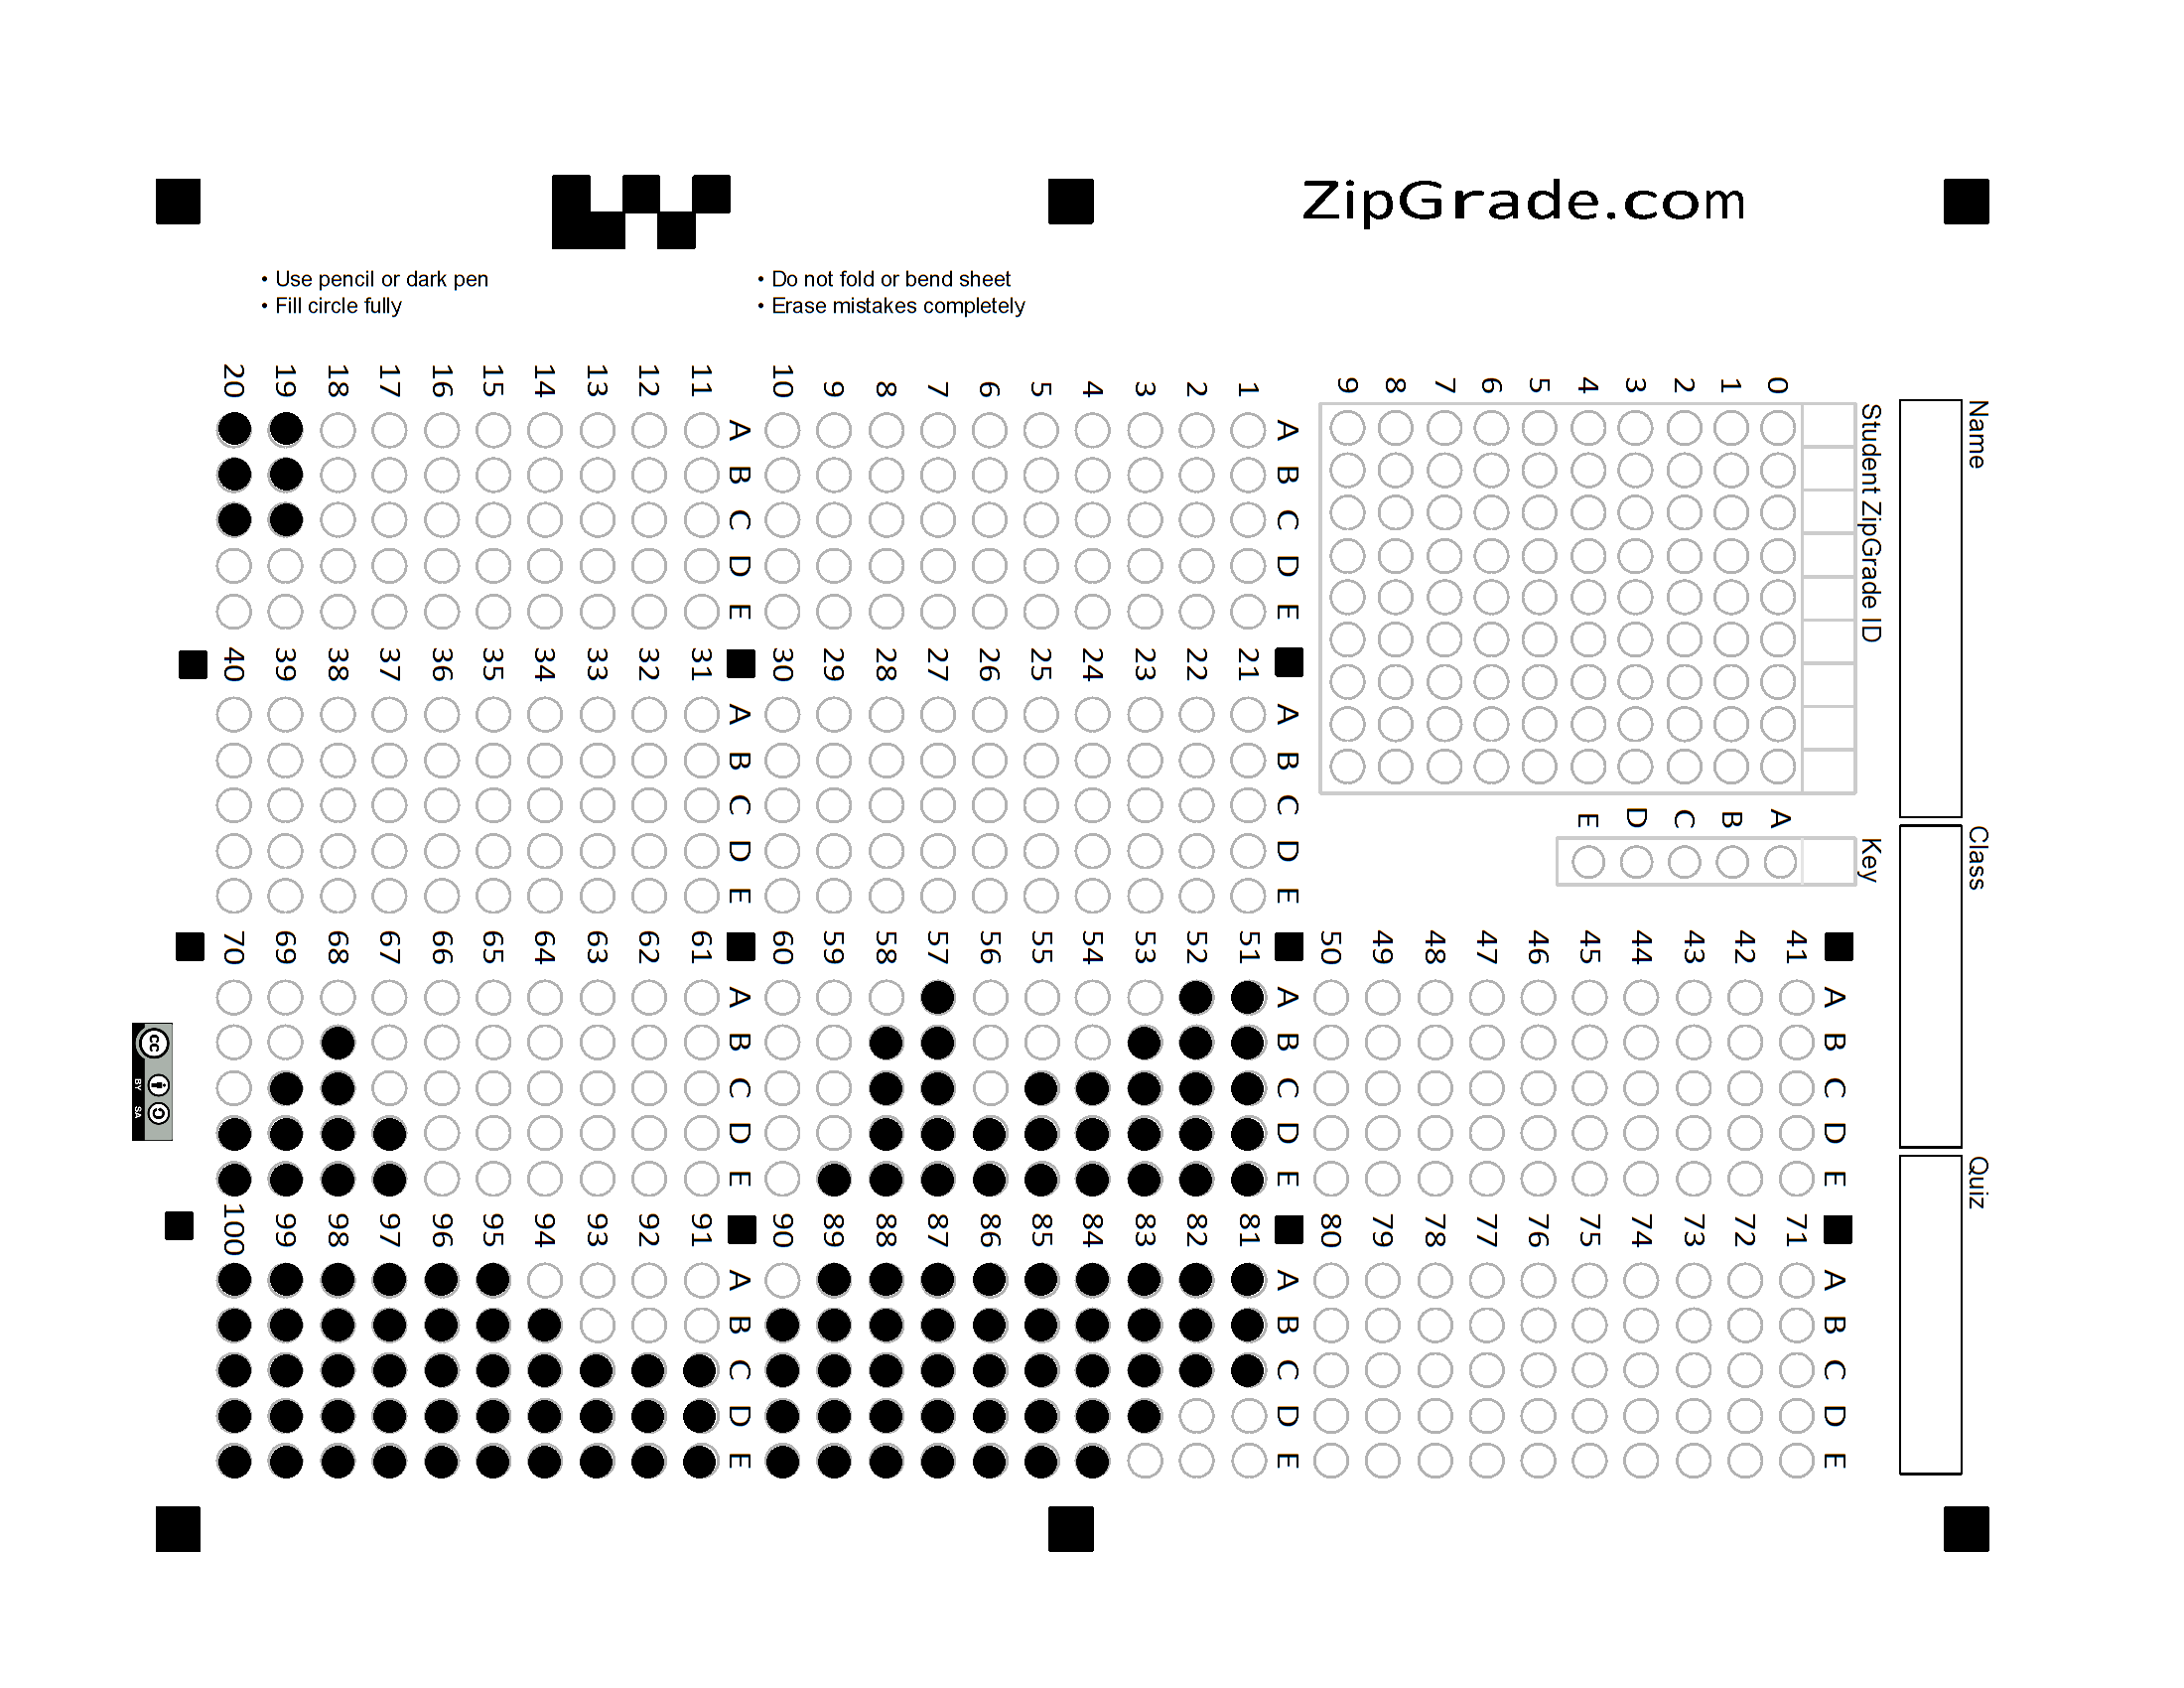 ZipGrade.com
• Use pencil or dark pen
• Fill circle fully
• Do not fold or bend sheet
• Erase mistakes completely
Name
Class
Quiz
Student ZipGrade ID
0 1 2 3 4 5 6 7 8 9
Key
A B C D E
1 2 3 4 5 6 7 8 9 10
A B C D E
11 12 13 14 15 16 17 18 19 20
A B C D E
21 22 23 24 25 26 27 28 29 30
A B C D E
31 32 33 34 35 36 37 38 39 40
A B C D E
41 42 43 44 45 46 47 48 49 50
A B C D E
51 52 53 54 55 56 57 58 59 60
A B C D E
61 62 63 64 65 66 67 68 69 70
A B C D E
71 72 73 74 75 76 77 78 79 80
A B C D E
81 82 83 84 85 86 87 88 89 90
A B C D E
91 92 93 94 95 96 97 98 99 100
A B C D E
cc
BY SA